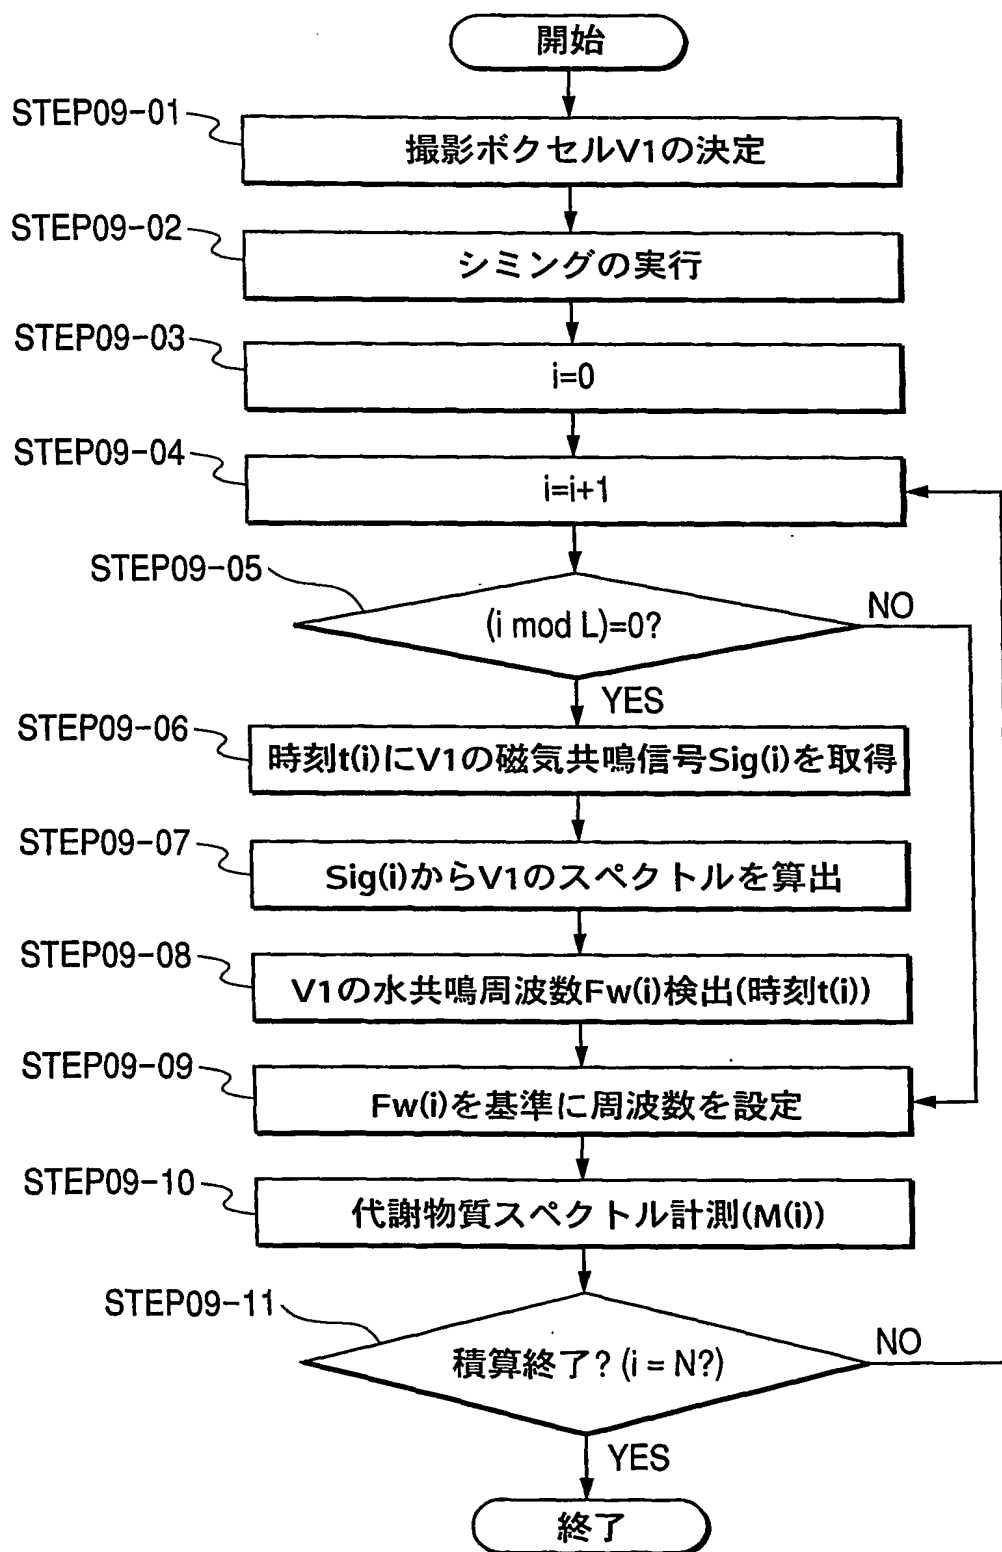 開始
STEP09-01
撮影ボクセルV1の決定
STEP09-02
シミングの実行
STEP09-03
i=0
STEP09-04
i=i+1
STEP09-05
(i mod L)=0?
NO
YES
STEP09-06
時刻t(i)にV1の磁気共鳴信号Sig(i)を取得
STEP09-07
Sig(i)からV1のスペクトルを算出
STEP09-08
V1の水共鳴周波数Fw(i)検出(時刻t(i))
STEP09-09
Fw(i)を基準に周波数を設定
STEP09-10
代謝物質スペクトル計測(M(i))
STEP09-11
積算終了? (i = N?)
NO
YES
終了